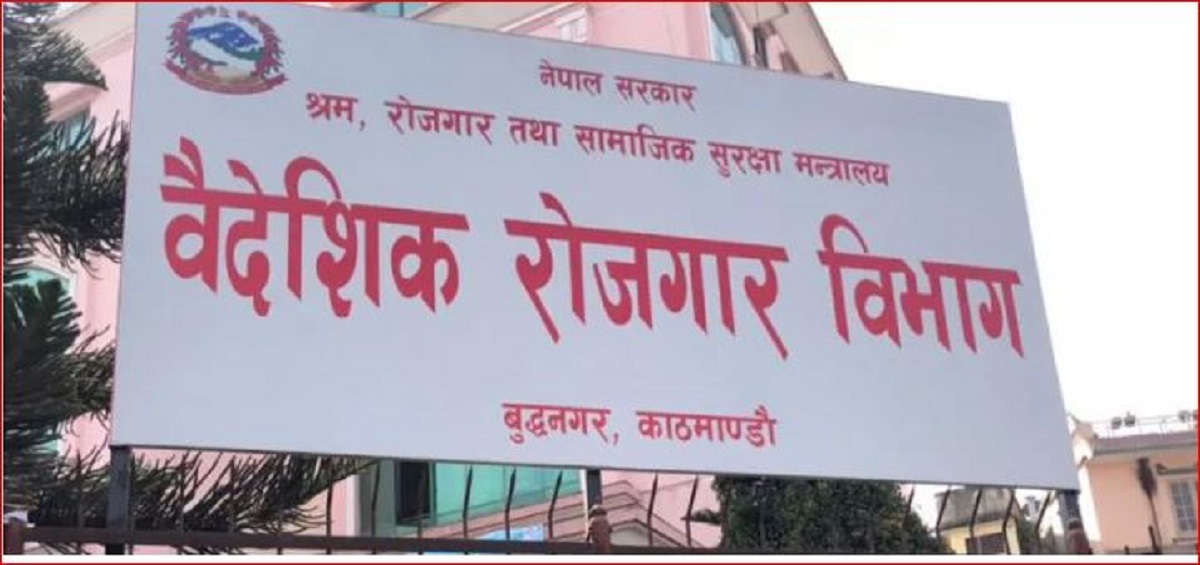 नेपाल सरकार
श्रम, रोजगार तथा सामाजिक सुरक्षा मन्त्रालय
वैदेशिक रोजगार विभाग
बुद्धनगर, काठमाण्डौ